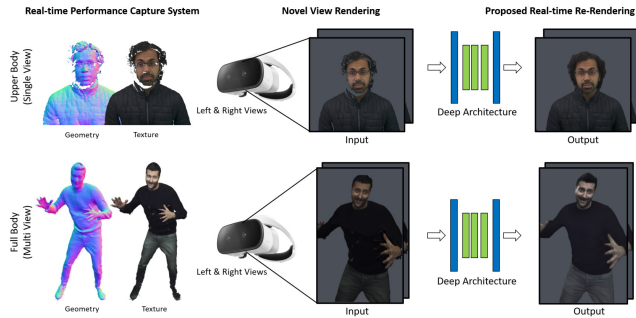 Real-time Performance Capture System
Novel View Rendering
Proposed Real-time Re-Rendering
Upper Body
(Single View)
Geometry
Texture
Left & Right Views
Input
Deep Architecture
Output
Full Body
(Multi View)
Geometry
Texture
Left & Right Views
Input
Deep Architecture
Output